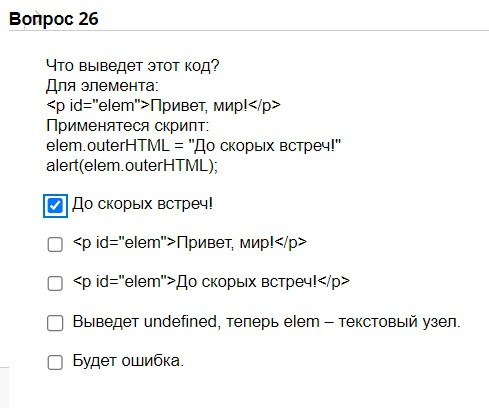 Вопрос 26
Что выведет этот код?
Для элемента:
<p id="elem">Привет, мир!</p>
Применятеся скрипт:
elem.outerHTML = "До скорых встреч!"
alert(elem.outerHTML);
До скорых встреч!
<p id="elem">Привет, мир!</p>
<p id="elem">До скорых встреч!</p>
Выведет undefined, теперь elem – текстовый узел.
Будет ошибка.